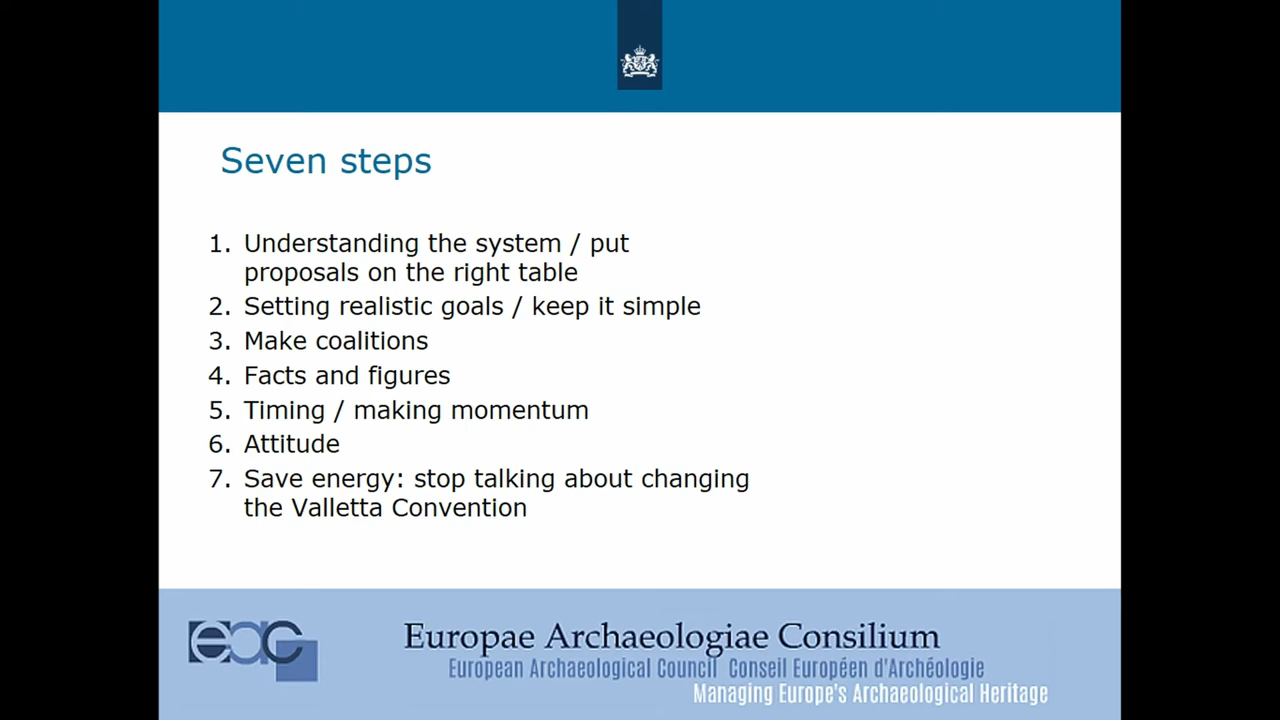 Seven steps
1. Understanding the system / put
proposals on the right table
2. Setting realistic goals / keep it simple
3. Make coalitions
4. Facts and figures
5. Timing / making momentum
6. Attitude
7. Save energy: stop talking about changing
the Valletta Convention
eac
Europae Archaeologiae Consilium
European Archaeological Council Conseil Européen d'Archéologie
Managing Europe's Archaeological Heritage